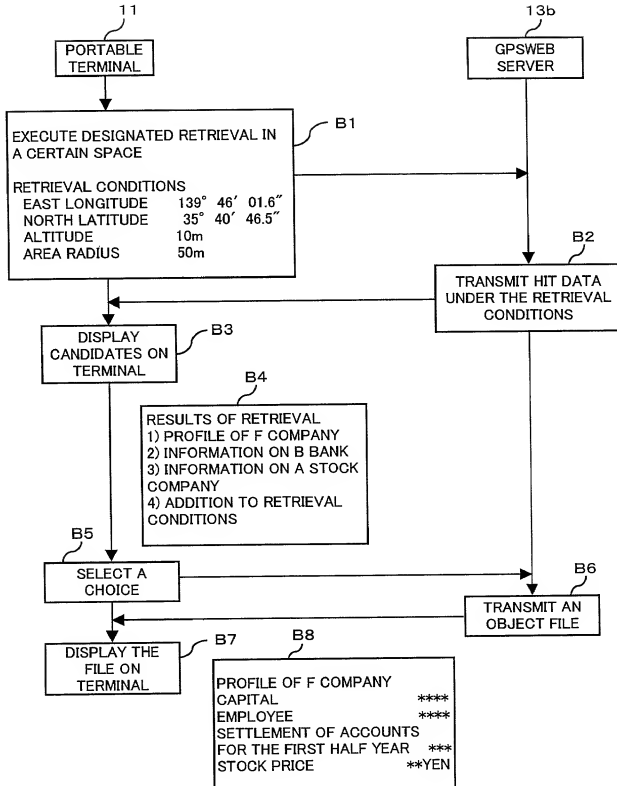 11
PORTABLE
TERMINAL
13b
GPSWEB
SERVER
B1
EXECUTE DESIGNATED RETRIEVAL IN
A CERTAIN SPACE
RETRIEVAL CONDITIONS
EAST LONGITUDE 139° 46′ 01.6″
NORTH LATITUDE 35° 40′ 46.5″
ALTITUDE 10m
AREA RADIUS 50m
B2
TRANSMIT HIT DATA
UNDER THE RETRIEVAL
CONDITIONS
B3
DISPLAY
CANDIDATES ON
TERMINAL
B4
RESULTS OF RETRIEVAL
1) PROFILE OF F COMPANY
2) INFORMATION ON B BANK
3) INFORMATION ON A STOCK
COMPANY
4) ADDITION TO RETRIEVAL
CONDITIONS
B5
SELECT A
CHOICE
B6
TRANSMIT AN
OBJECT FILE
B7
DISPLAY THE
FILE ON
TERMINAL
B8
PROFILE OF F COMPANY
CAPITAL ****
EMPLOYEE ****
SETTLEMENT OF ACCOUNTS
FOR THE FIRST HALF YEAR ***
STOCK PRICE **YEN